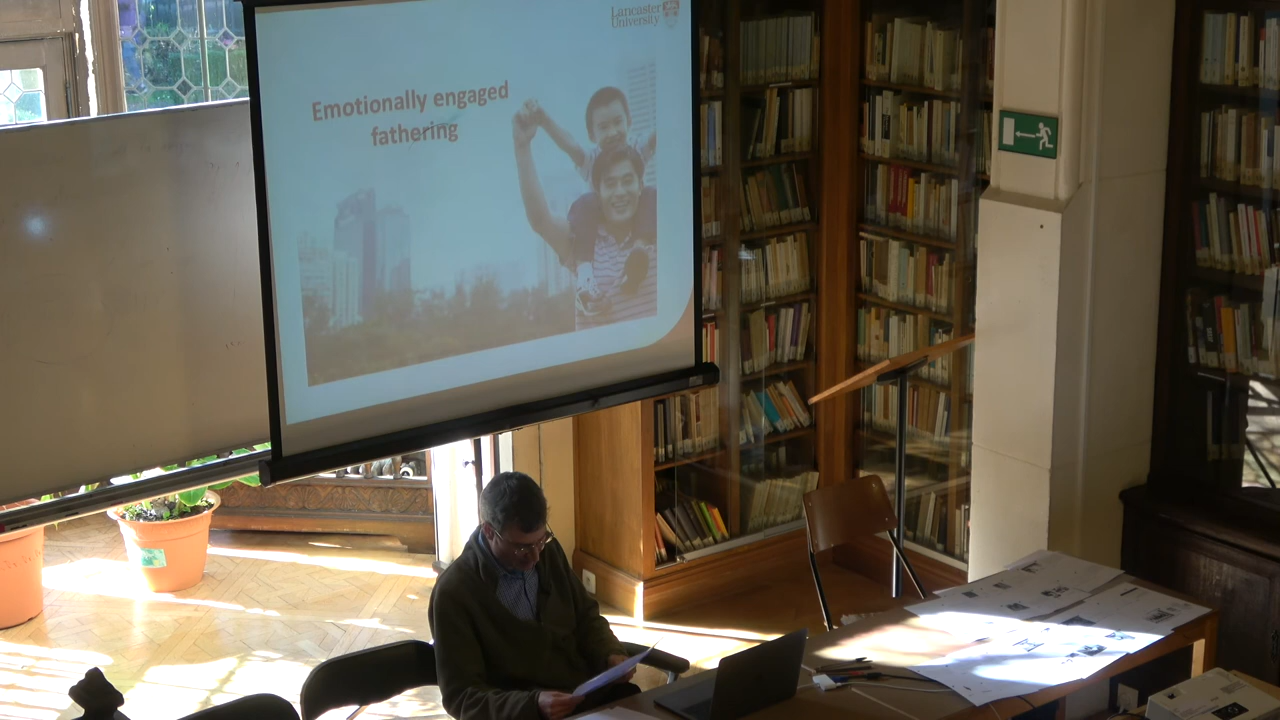 Lancaster
University
Emotionally engaged
fathering